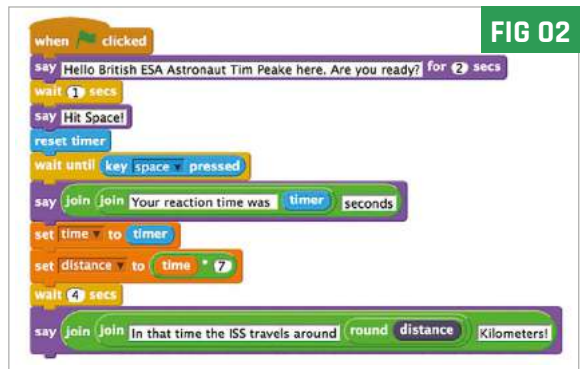 FIG 02
when clicked
say Hello British ESA Astronaut Tim Peake here. Are you ready? for 2 secs
wait 1 secs
say Hit Space!
reset timer
wait until key space pressed
say join join Your reaction time was timer seconds
set time to timer
set distance to time * 7
wait 4 secs
say join join In that time the ISS travels around round distance Kilometers!